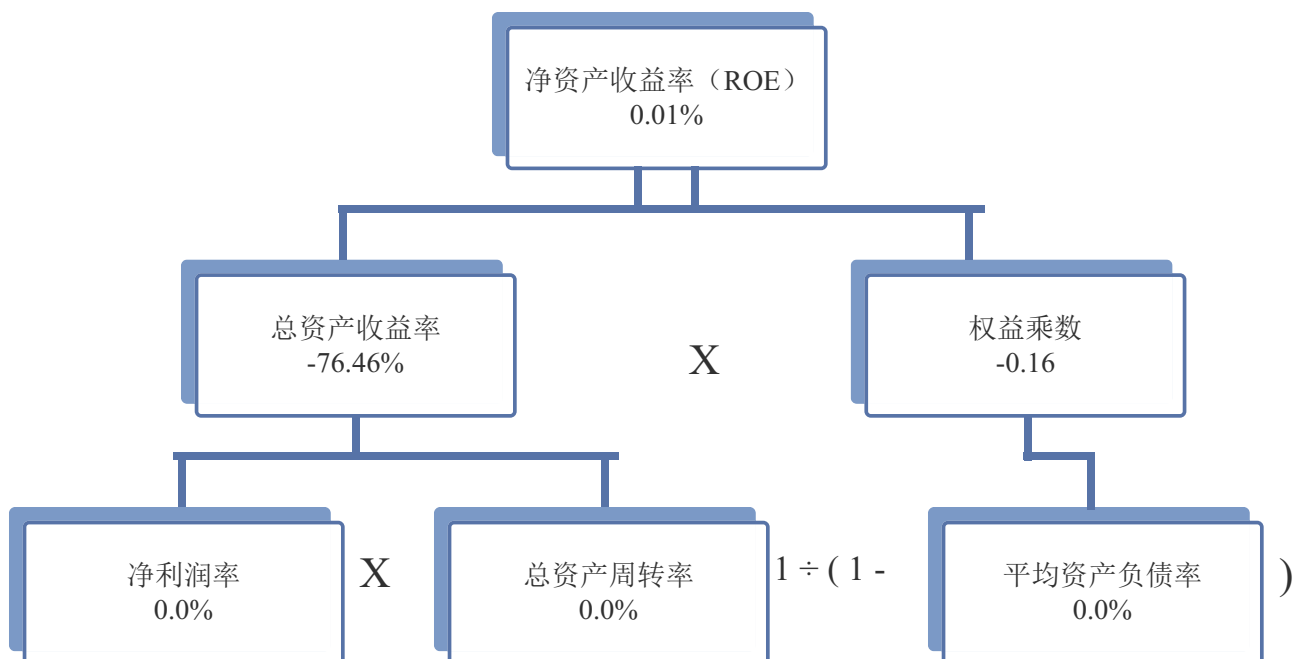 净资产收益率（ROE）
0.01%
总资产收益率
-76.46%
X
权益乘数
-0.16
净利润率
0.0%
X
总资产周转率
0.0%
1 ÷ ( 1 -
平均资产负债率
0.0%
)